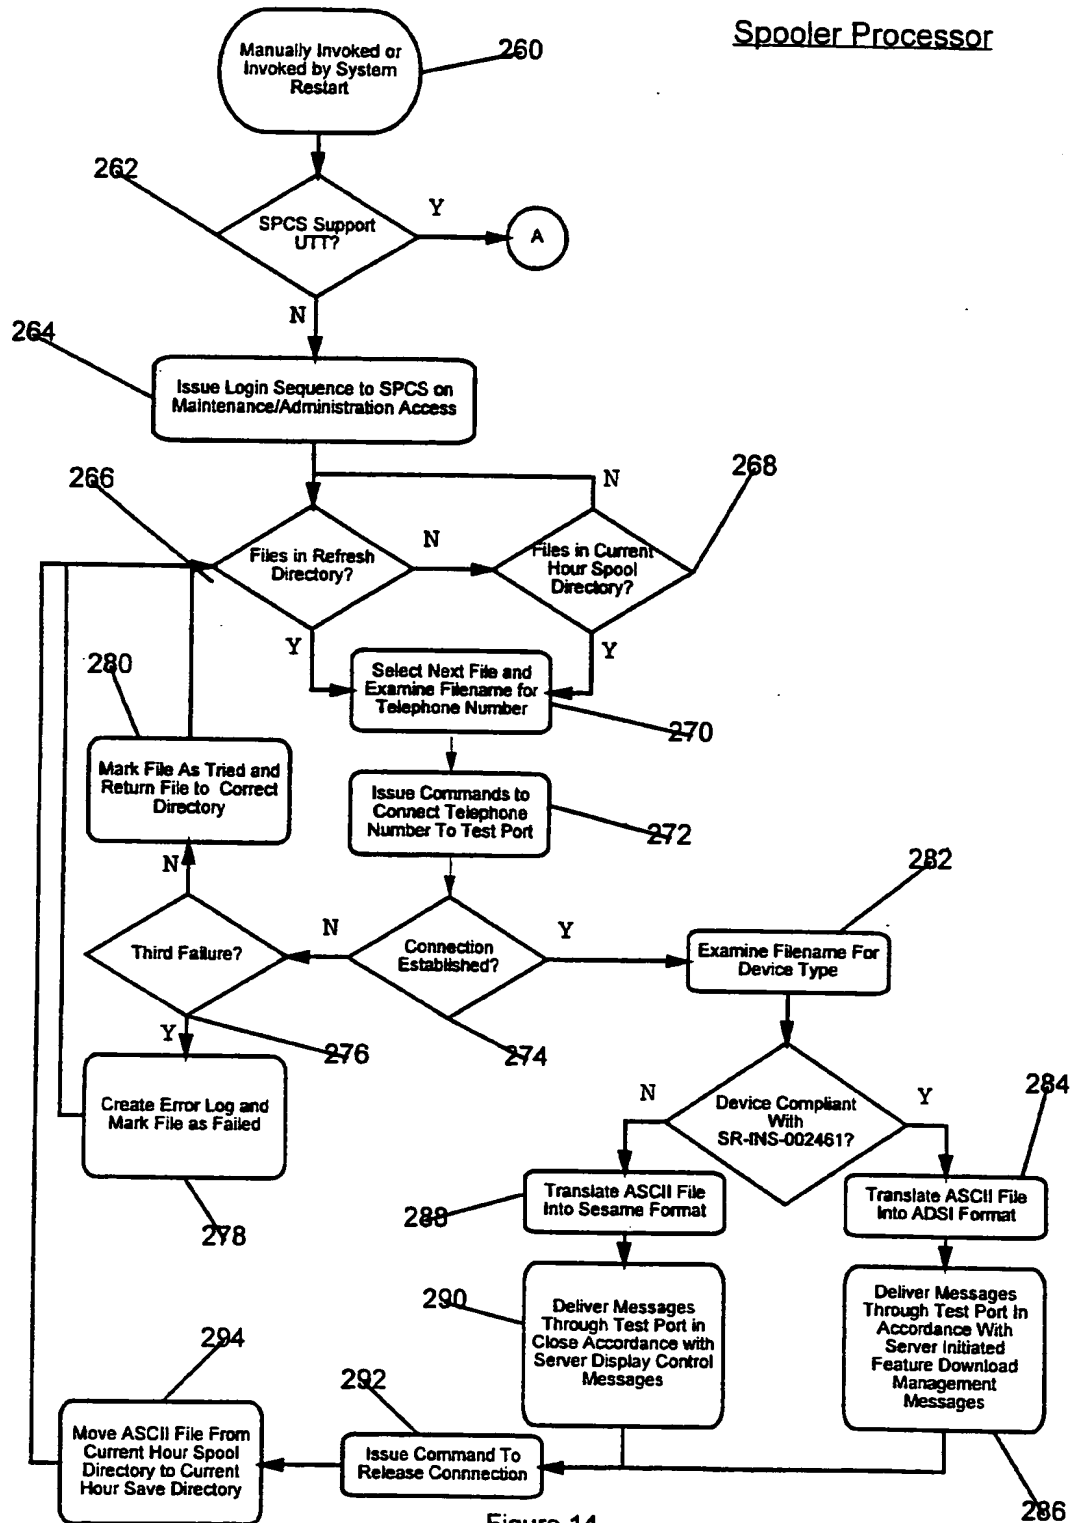 Spooler Processor
Manually Invoked or
Invoked by System
Restart
260
262
SPCS Support
UTT?
Y
A
N
264
Issue Login Sequence to SPCS on
Maintenance/Administration Access
266
N
268
Files in Refresh
Directory?
N
Files in Current
Hour Spool
Directory?
Y
Y
280
Select Next File and
Examine Filename for
Telephone Number
270
Mark File As Tried and
Return File to Correct
Directory
Issue Commands to
Connect Telephone
Number To Test Port
272
N
282
Third Failure?
N
Connection
Established?
Y
Examine Filename For
Device Type
Y
276
274
Create Error Log and
Mark File as Failed
278
N
Device Compliant
With
SR-INS-002461?
Y
284
288
Translate ASCII File
Into Sesame Format
Translate ASCII File
Into ADSI Format
290
Deliver Messages
Through Test Port in
Close Accordance with
Server Display Control
Messages
Deliver Messages
Through Test Port In
Accordance With
Server Initiated
Feature Download
Management
Messages
294
292
Move ASCII File From
Current Hour Spool
Directory to Current
Hour Save Directory
Issue Command To
Release Connnection
286
Figure 14